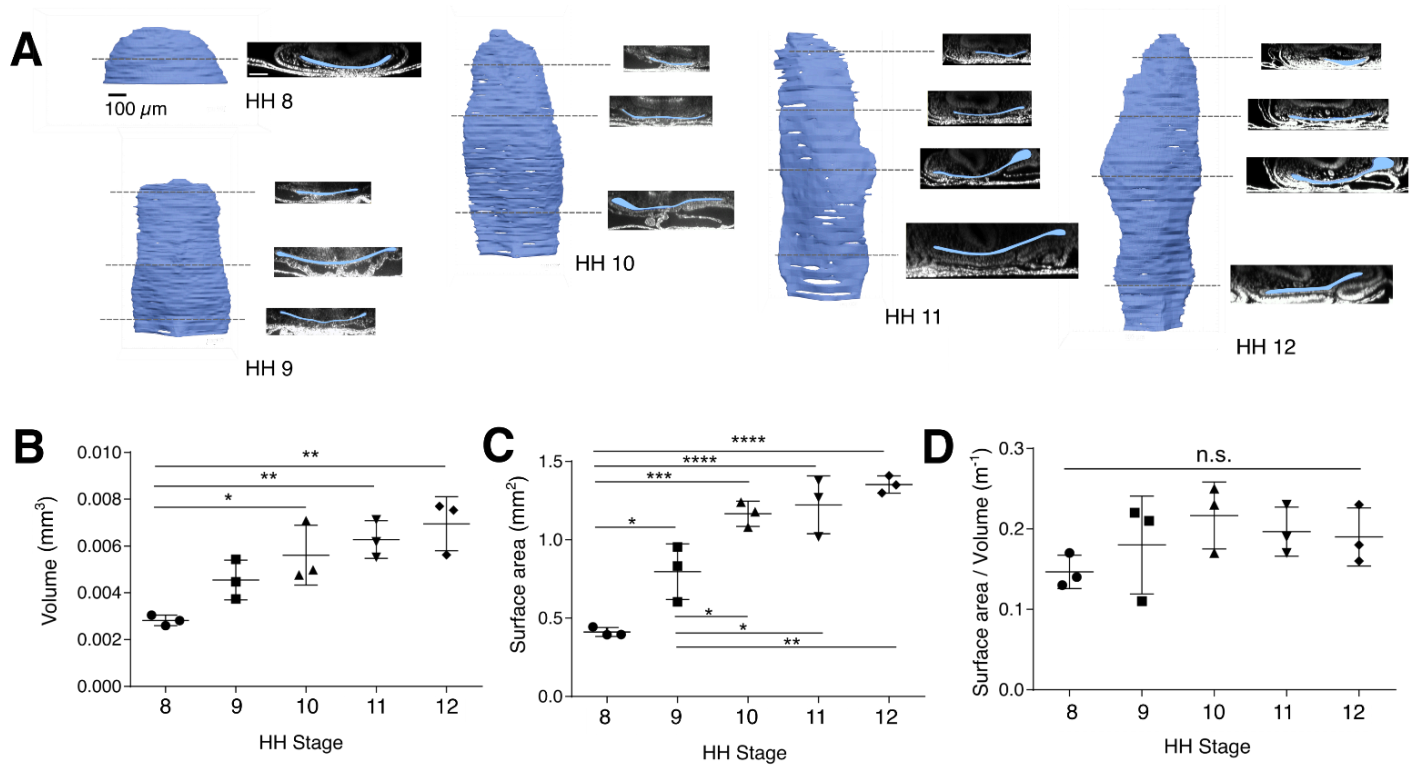 A
100 µm
HH 8
HH 9
HH 10
HH 11
HH 12
B
Volume (mm3)
0.010
0.008
0.006
0.004
0.002
0.000
**
**
*
8 9 10 11 12
HH Stage
C
Surface area (mm2)
1.5
1.0
0.5
0.0
****
****
***
*
*
*
**
8 9 10 11 12
HH Stage
D
Surface area / Volume (m-1)
0.3
0.2
0.1
0.0
n.s.
8 9 10 11 12
HH Stage